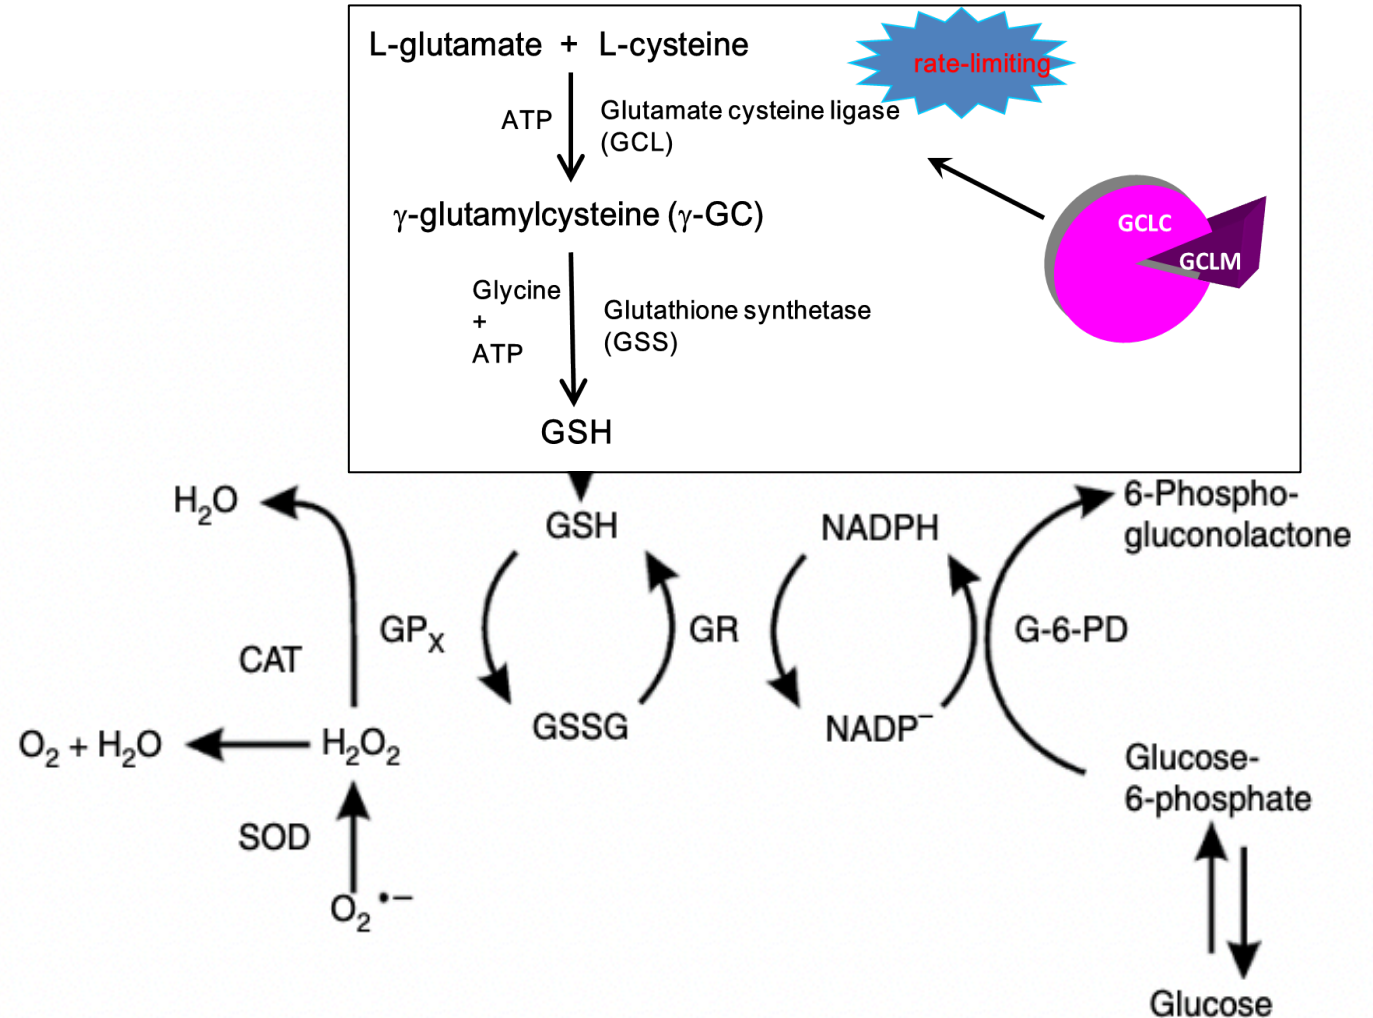 L-glutamate + L-cysteine
rate-limiting
ATP
Glutamate cysteine ligase
(GCL)
γ-glutamylcysteine (γ-GC)
GCLC
GCLM
Glycine
+
ATP
Glutathione synthetase
(GSS)
GSH
H₂O
GSH
NADPH
6-Phospho-
gluconolactone
CAT
GPₓ
GR
G-6-PD
GSSG
NADP⁻
O₂ + H₂O
H₂O₂
Glucose-
6-phosphate
SOD
O₂•−
Glucose